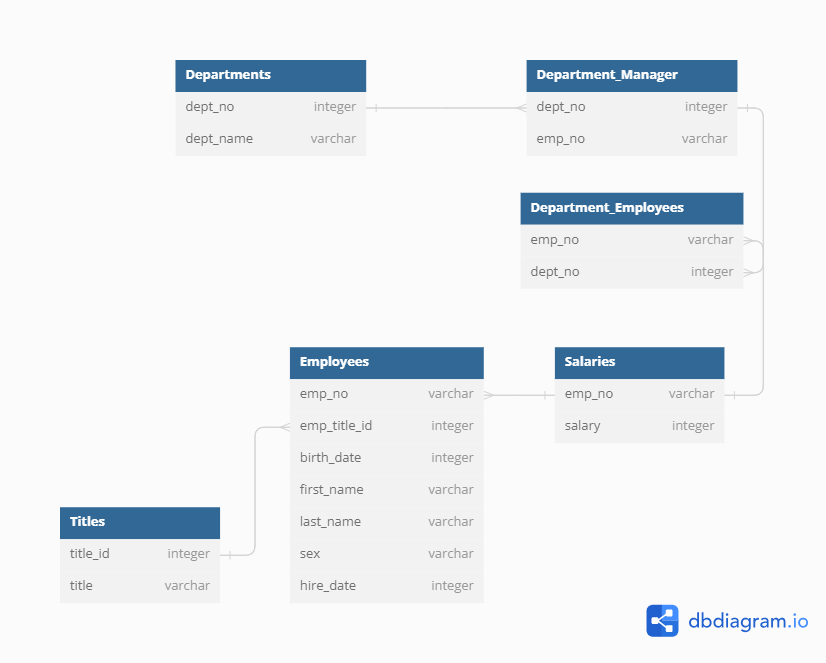 Departments
dept_no integer
dept_name varchar
Department_Manager
dept_no integer
emp_no varchar
Department_Employees
emp_no varchar
dept_no integer
Employees
emp_no varchar
emp_title_id integer
birth_date integer
first_name varchar
last_name varchar
sex varchar
hire_date integer
Salaries
emp_no varchar
salary integer
Titles
title_id integer
title varchar
dbdiagram.io